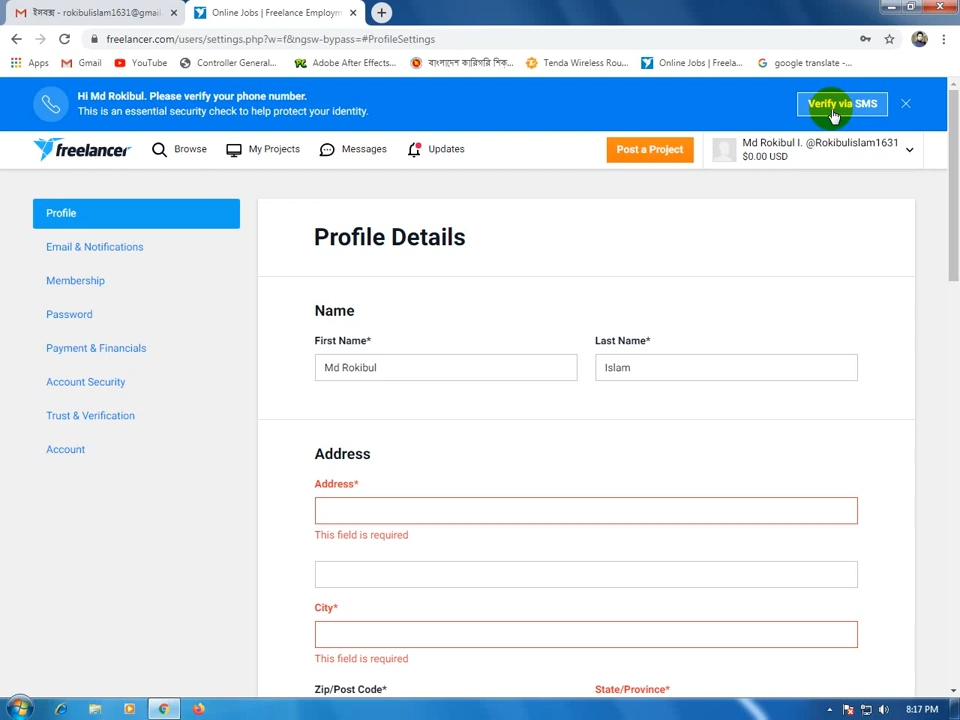 ইনবক্স - rokibulislam1631@gmail.
Online Jobs | Freelance Employm
freelancer.com/users/settings.php?w=f&ngsw-bypass=#ProfileSettings
Apps
Gmail
YouTube
Controller General...
Adobe After Effects...
বাংলাদেশ কারিগরি শিক্...
Tenda Wireless Rou...
Online Jobs | Freela...
google translate -...
Hi Md Rokibul. Please verify your phone number.
This is an essential security check to help protect your identity.
Verify via SMS
freelancer
Browse
My Projects
Messages
Updates
Post a Project
Md Rokibul I. @Rokibulislam1631
$0.00 USD
Profile
Email & Notifications
Membership
Password
Payment & Financials
Account Security
Trust & Verification
Account
Profile Details
Name
First Name*
Last Name*
Md Rokibul
Islam
Address
Address*
This field is required
City*
This field is required
Zip/Post Code*
State/Province*
8:17 PM